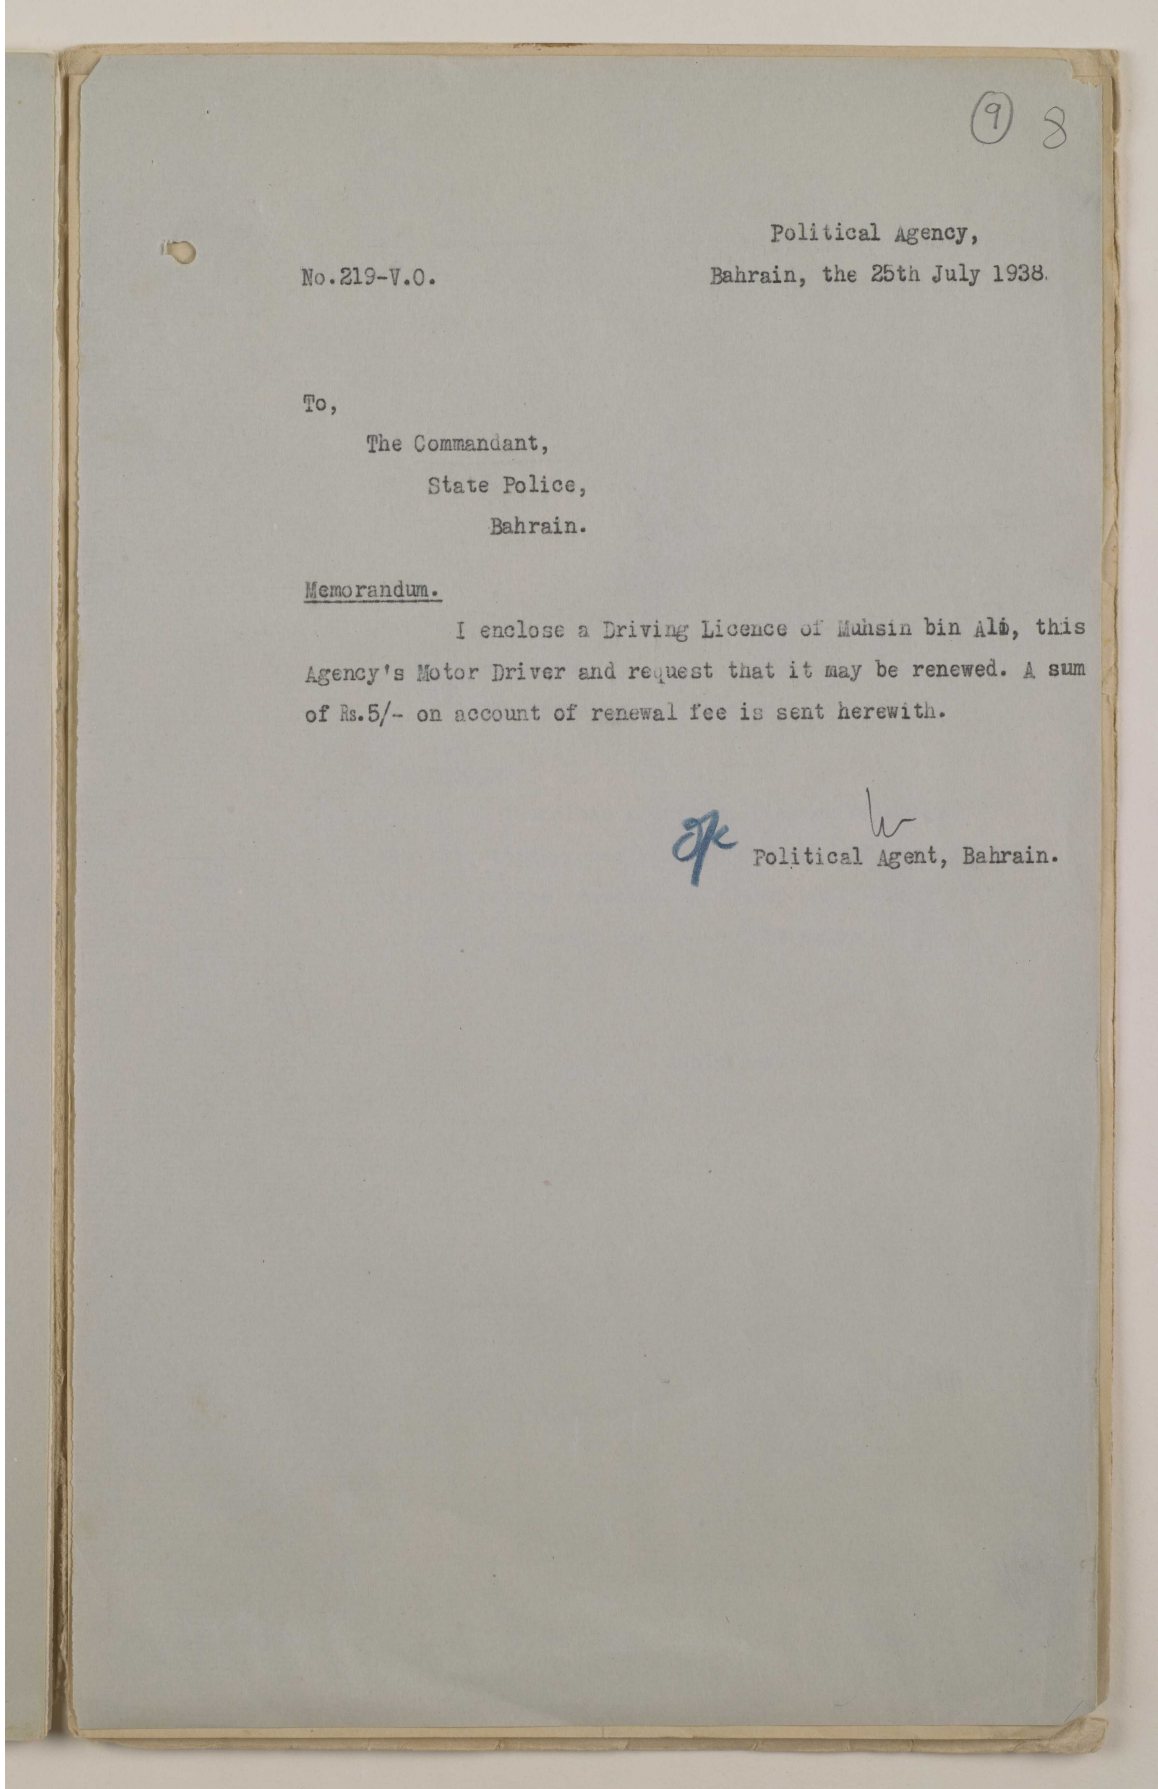 9 8
Political Agency,
No.219-V.O. Bahrain, the 25th July 1938.
To,
The Commandant,
State Police,
Bahrain.
Memorandum.
I enclose a Driving Licence of Muhsin bin Ali, this
Agency's Motor Driver and request that it may be renewed. A sum
of Rs.5/- on account of renewal fee is sent herewith.
Political Agent, Bahrain.